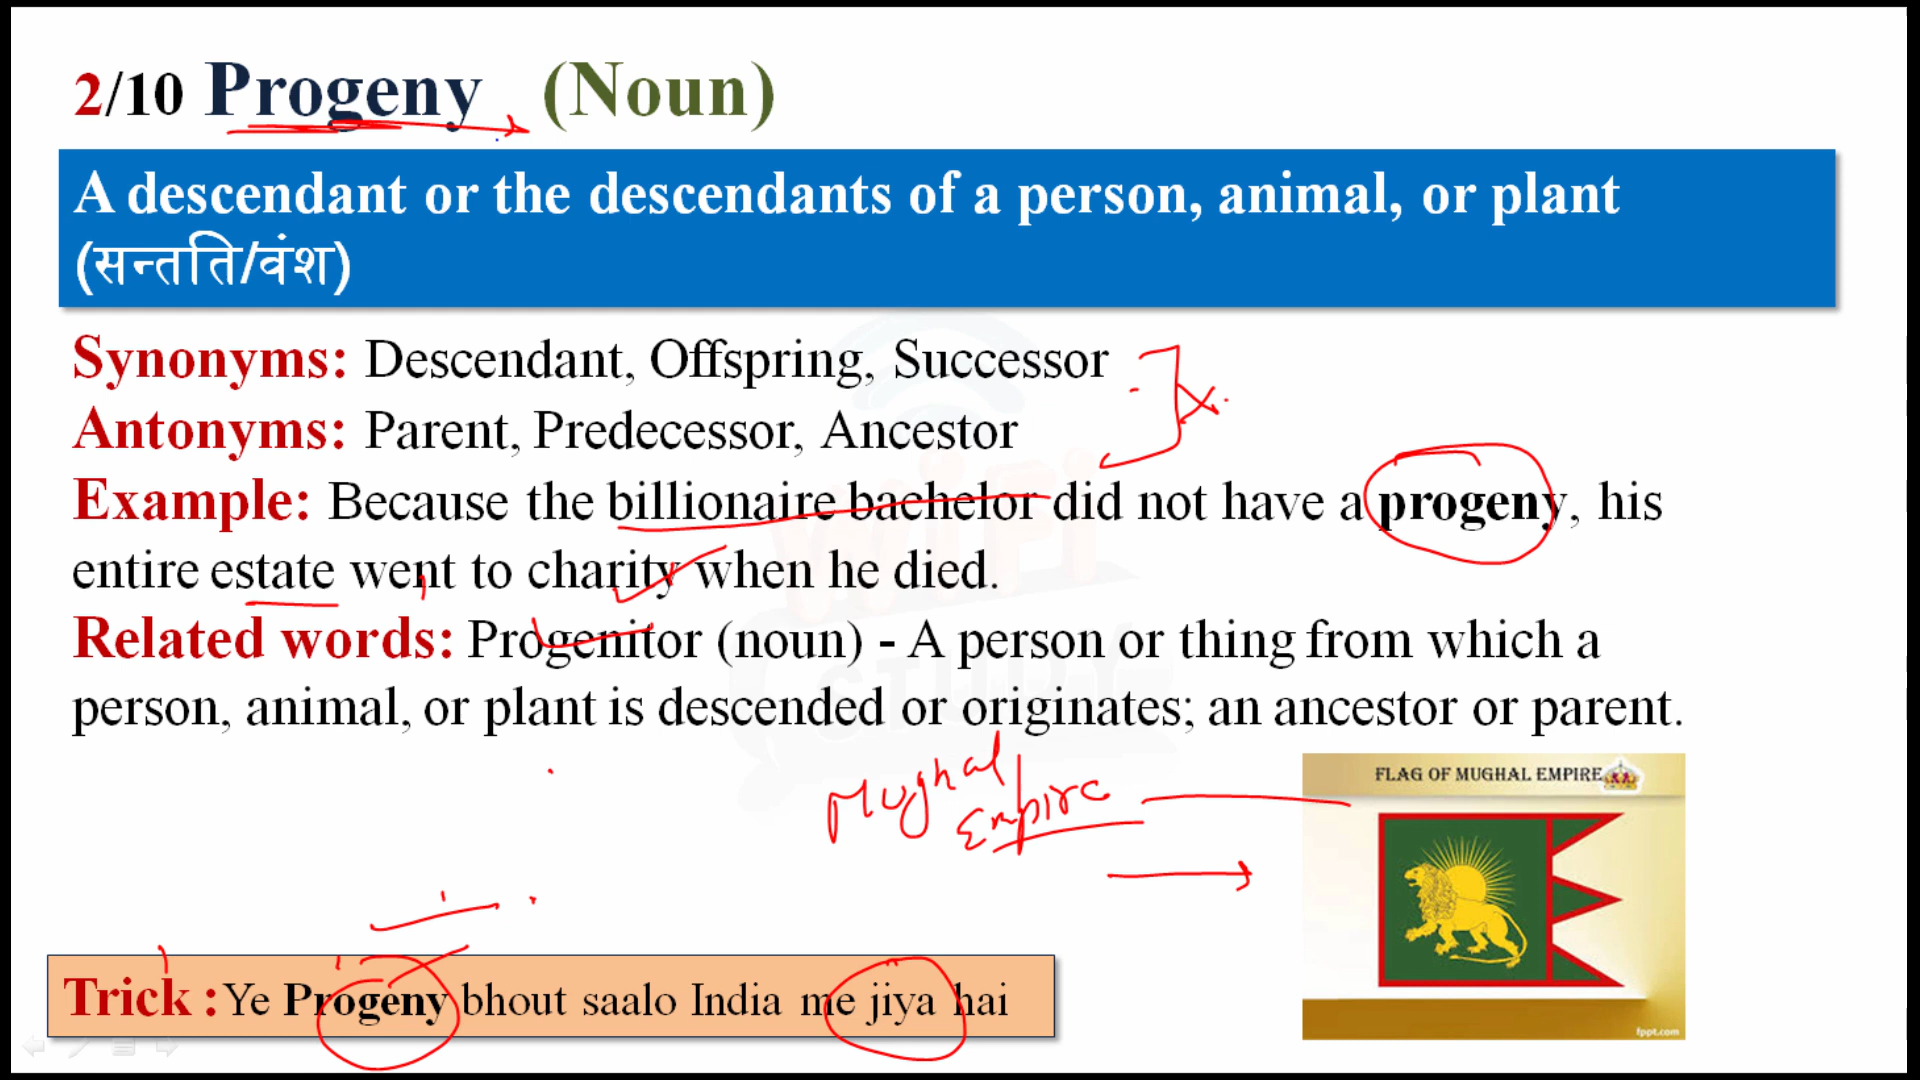 2/10 Progeny (Noun)
A descendant or the descendants of a person, animal, or plant
(सन्तति/वंश)
Synonyms: Descendant, Offspring, Successor
Antonyms: Parent, Predecessor, Ancestor
Example: Because the billionaire bachelor did not have a progeny, his
entire estate went to charity when he died.
Related words: Progenitor (noun) - A person or thing from which a
person, animal, or plant is descended or originates; an ancestor or parent.
Mughal
Empire
FLAG OF MUGHAL EMPIRE
fppt.com
Trick : Ye Progeny bhout saalo India me jiya hai
WiFi
STUDY